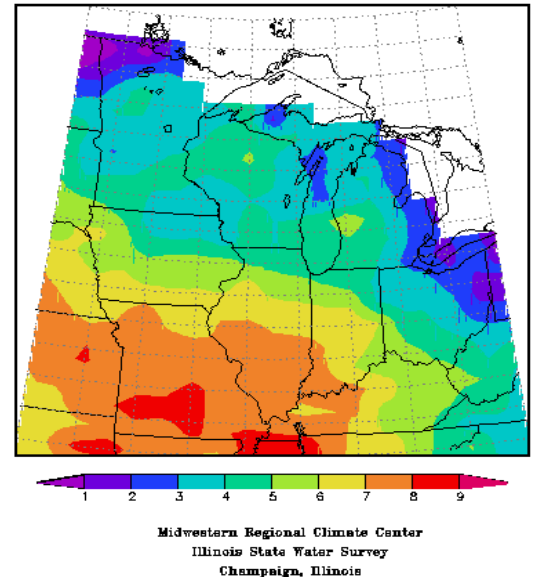 1 2 3 4 5 6 7 8 9
Midwestern Regional Climate Center
Illinois State Water Survey
Champaign, Illinois